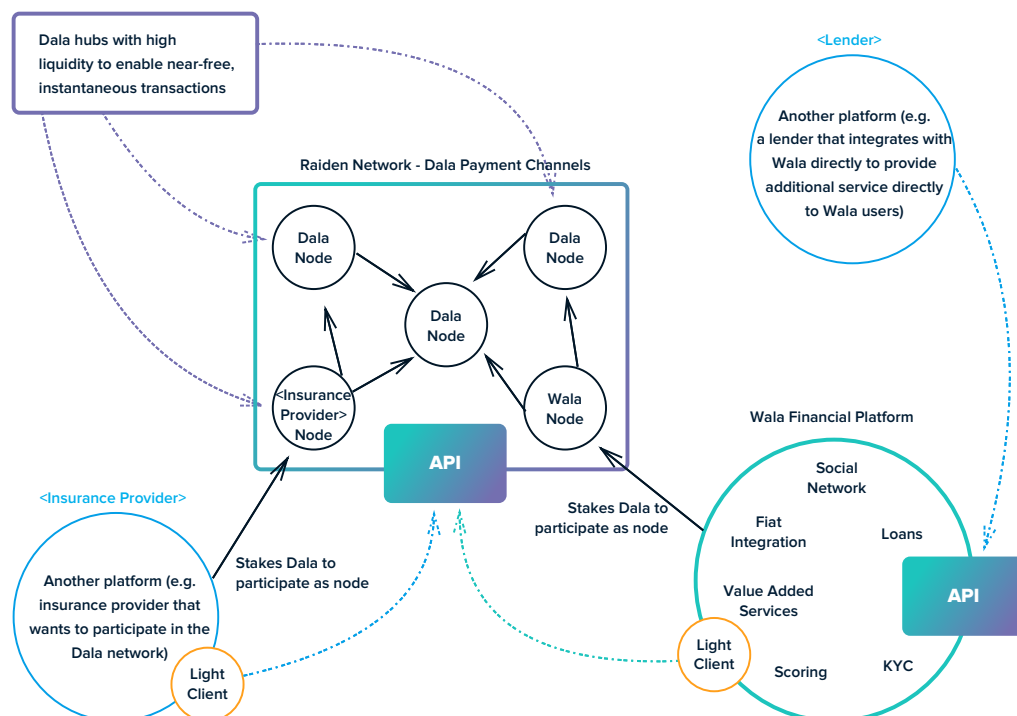 Dala hubs with high
liquidity to enable near-free,
instantaneous transactions
<Lender>
Another platform (e.g.
a lender that integrates with
Wala directly to provide
additional service directly
to Wala users)
Raiden Network - Dala Payment Channels
Dala
Node
Dala
Node
Dala
Node
<Insurance
Provider>
Node
Wala
Node
API
Wala Financial Platform
Social
Network
Fiat
Integration
Loans
Value Added
Services
API
Scoring
KYC
Light
Client
Stakes Dala to
participate as node
<Insurance Provider>
Stakes Dala to
participate as node
Another platform (e.g.
insurance provider that
wants to participate in the
Dala network)
Light
Client